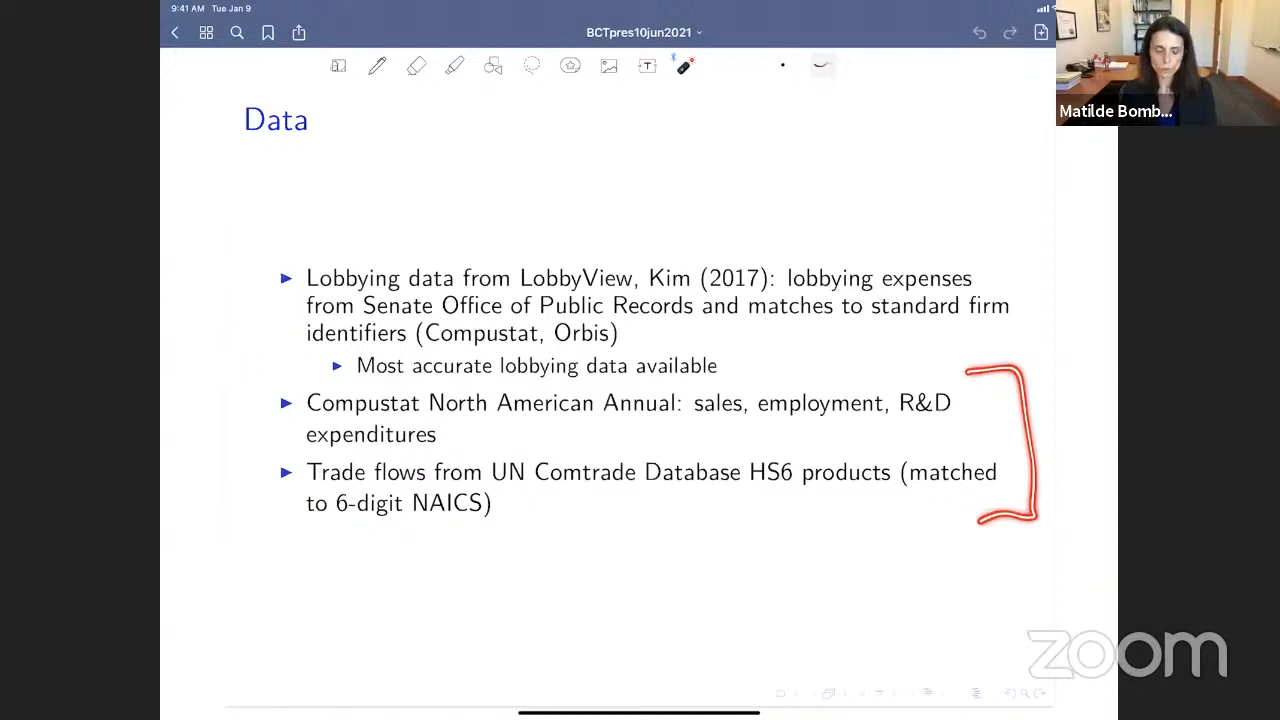 9:41 AM Tue Jan 9
BCTpres10jun2021
Matilde Bomb...
Data
Lobbying data from LobbyView, Kim (2017): lobbying expenses
from Senate Office of Public Records and matches to standard firm
identifiers (Compustat, Orbis)
Most accurate lobbying data available
Compustat North American Annual: sales, employment, R&D
expenditures
Trade flows from UN Comtrade Database HS6 products (matched
to 6-digit NAICS)
zoom